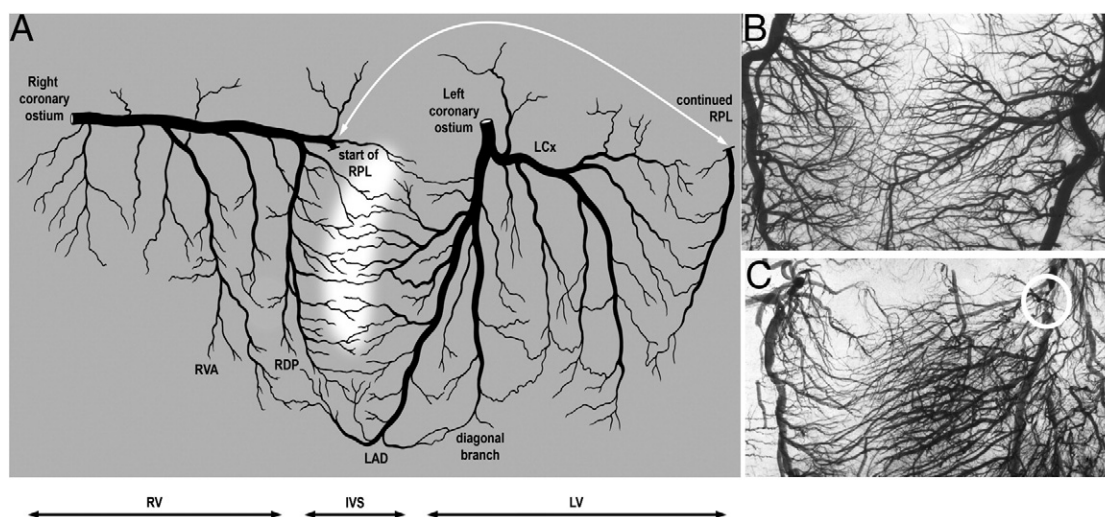 A
B
Right
coronary
ostium
Left
coronary
ostium
continued
RPL
start of
RPL
LCx
RVA
RDP
LAD
diagonal
branch
C
RV
IVS
LV